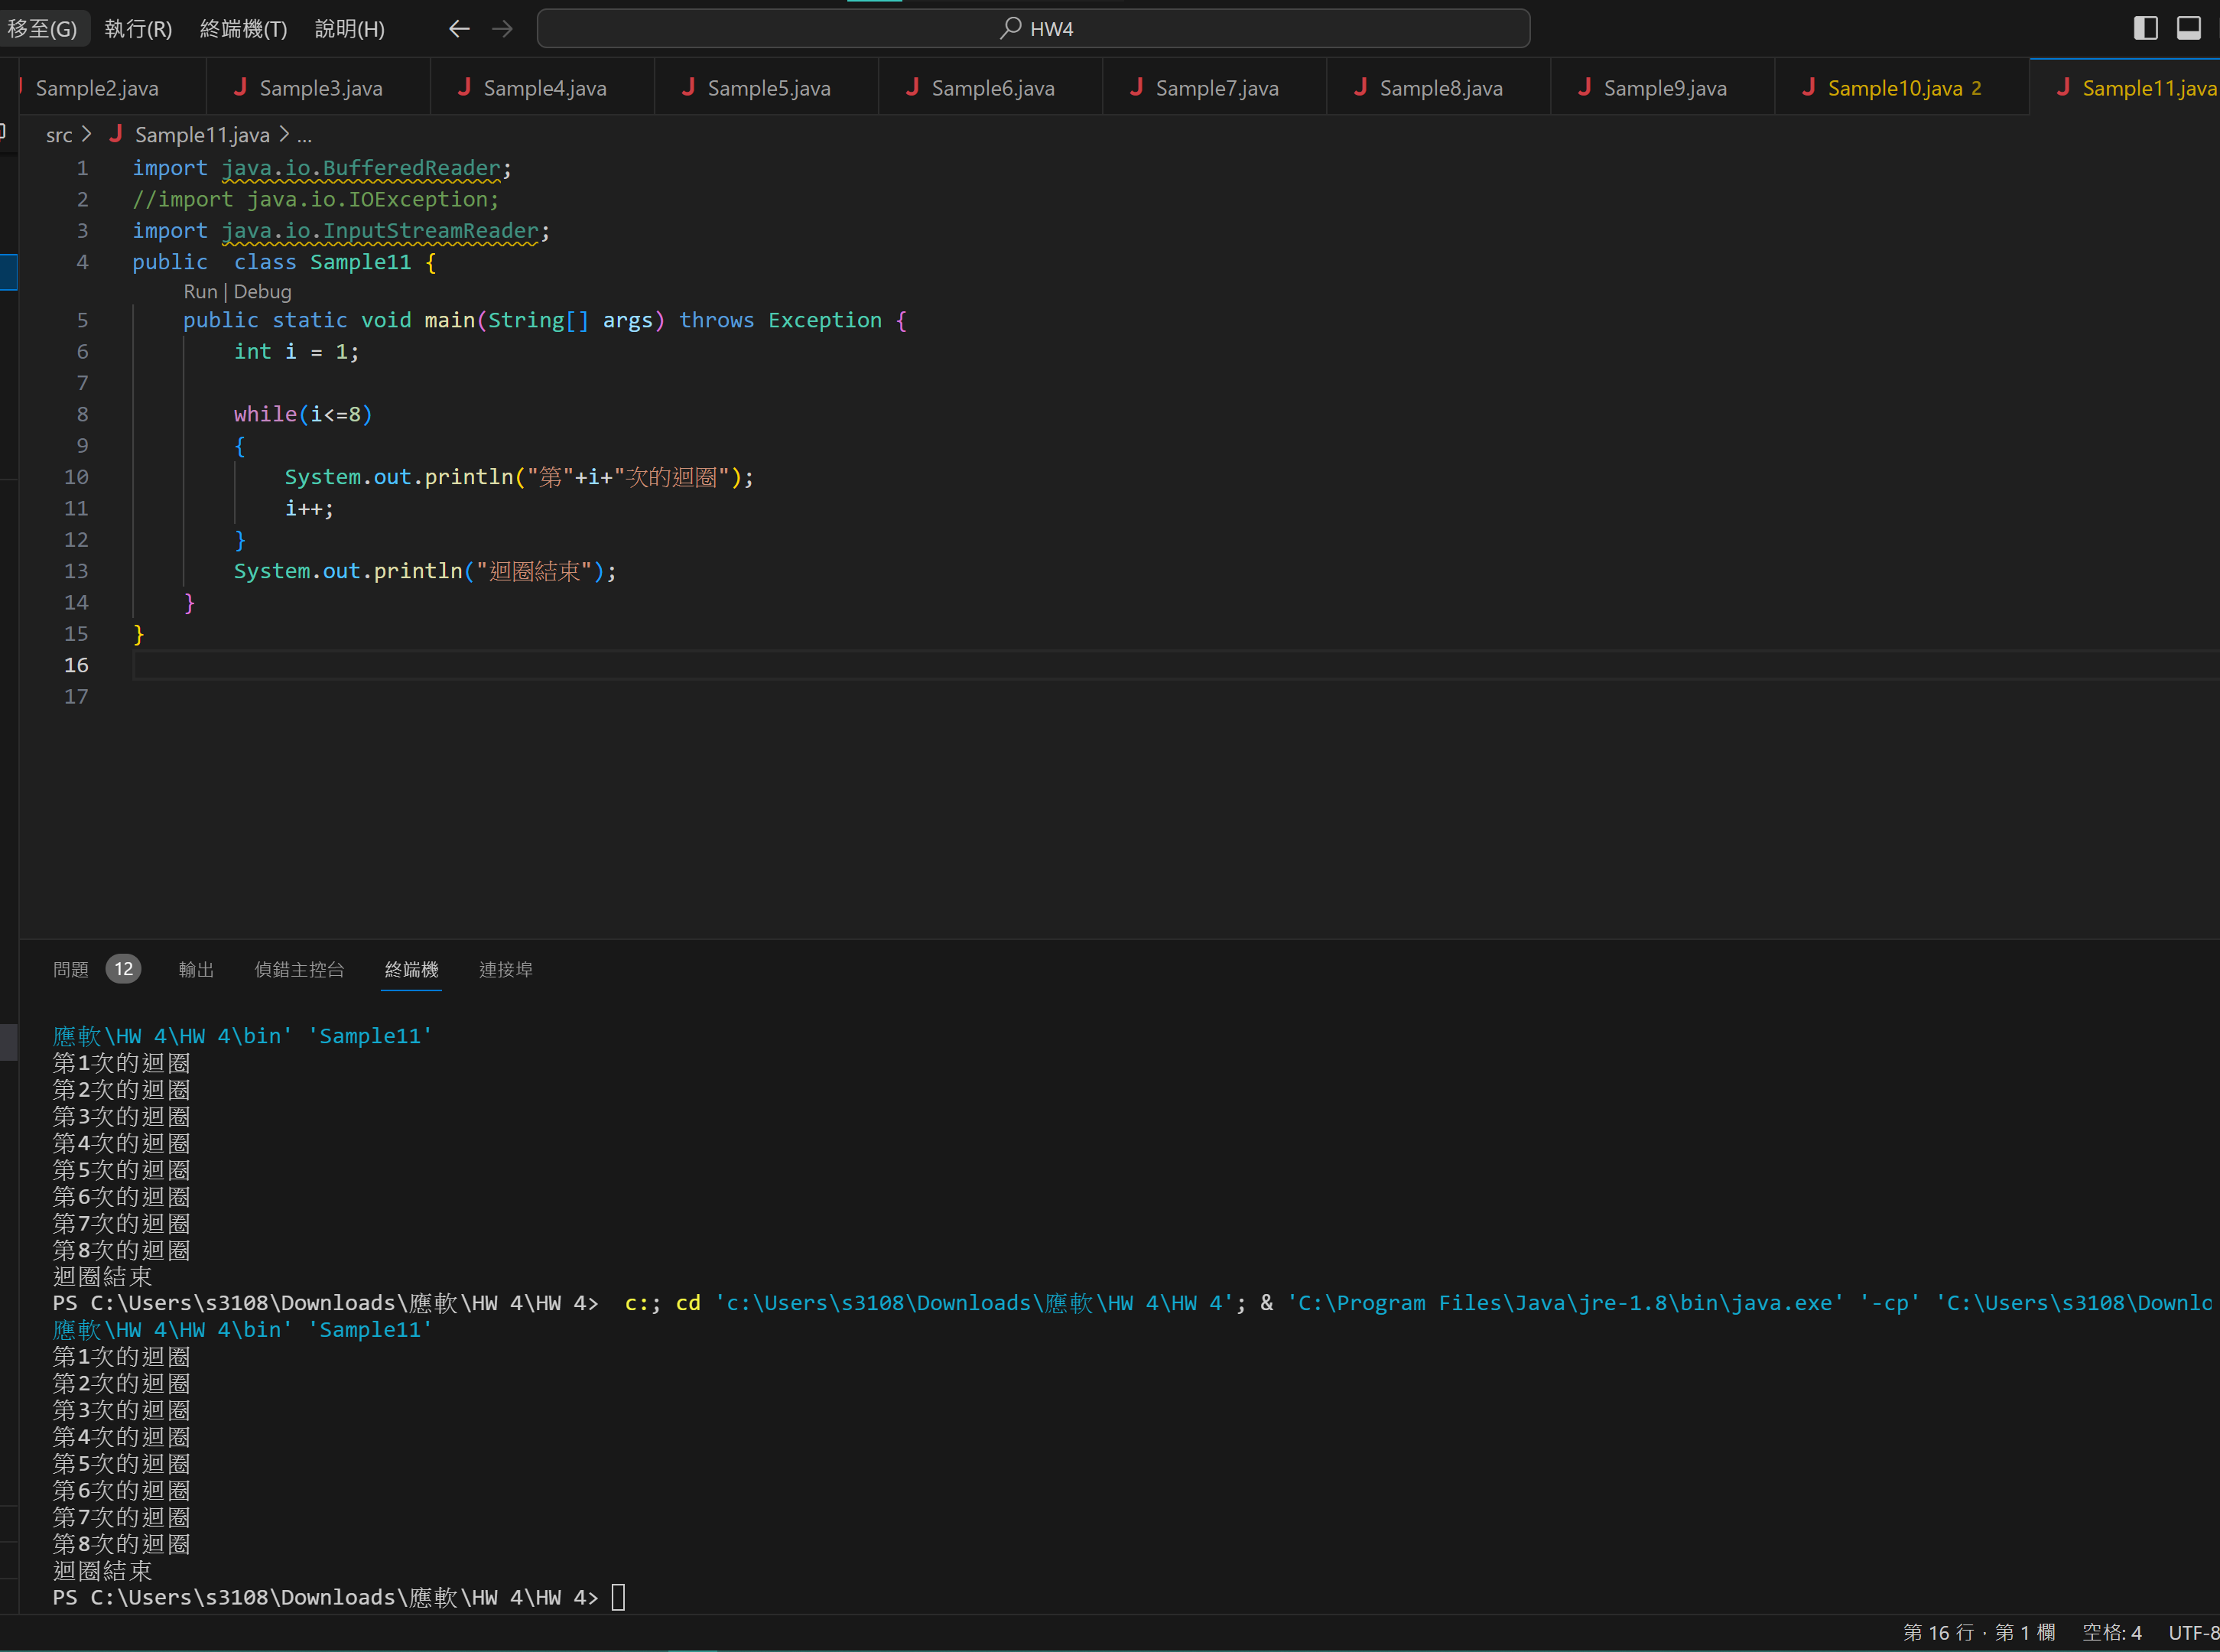 移至(G) 執行(R) 終端機(T) 說明(H) HW4
Sample2.java Sample3.java Sample4.java Sample5.java Sample6.java Sample7.java Sample8.java Sample9.java Sample10.java 2 Sample11.java
src > Sample11.java > ...
1 import java.io.BufferedReader;
2 //import java.io.IOException;
3 import java.io.InputStreamReader;
4 public  class Sample11 {
Run | Debug
5 public static void main(String[] args) throws Exception {
6 int i = 1;
7
8 while(i<=8)
9 {
10 System.out.println("第"+i+"次的迴圈");
11 i++;
12 }
13 System.out.println("迴圈結束");
14 }
15 }
16
17
問題 12 輸出 偵錯主控台 終端機 連接埠
應軟\HW 4\HW 4\bin' 'Sample11'
第1次的迴圈
第2次的迴圈
第3次的迴圈
第4次的迴圈
第5次的迴圈
第6次的迴圈
第7次的迴圈
第8次的迴圈
迴圈結束
PS C:\Users\s3108\Downloads\應軟\HW 4\HW 4>  c:; cd 'c:\Users\s3108\Downloads\應軟\HW 4\HW 4'; & 'C:\Program Files\Java\jre-1.8\bin\java.exe' '-cp' 'C:\Users\s3108\Downlo
應軟\HW 4\HW 4\bin' 'Sample11'
第1次的迴圈
第2次的迴圈
第3次的迴圈
第4次的迴圈
第5次的迴圈
第6次的迴圈
第7次的迴圈
第8次的迴圈
迴圈結束
PS C:\Users\s3108\Downloads\應軟\HW 4\HW 4>
第 16 行，第 1 欄 空格: 4 UTF-8